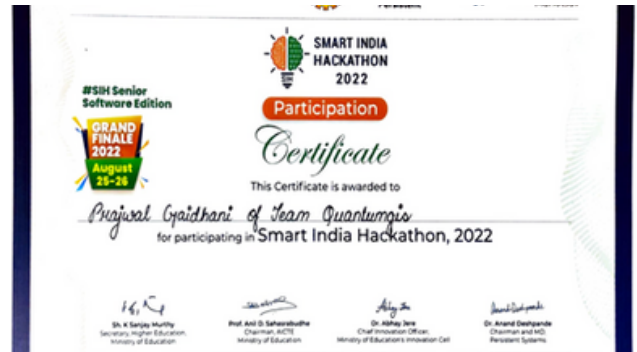 SMART INDIA
HACKATHON
2022
SIH
#SIH Senior
Software Edition
GRAND
FINALE
2022
August
25-26
Participation
Certificate
This Certificate is awarded to
Prajwal Gaidhani of Team Quantumgis
for participating in Smart India Hackathon, 2022
Sh. K Sanjay Murthy
Secretary, Higher Education,
Ministry of Education
Prof. Anil D. Sahasrabudhe
Chairman, AICTE
Ministry of Education
Dr. Abhay Jere
Chief Innovation Officer,
Ministry of Education's Innovation Cell
Dr. Anand Deshpande
Chairman and MD,
Persistent Systems